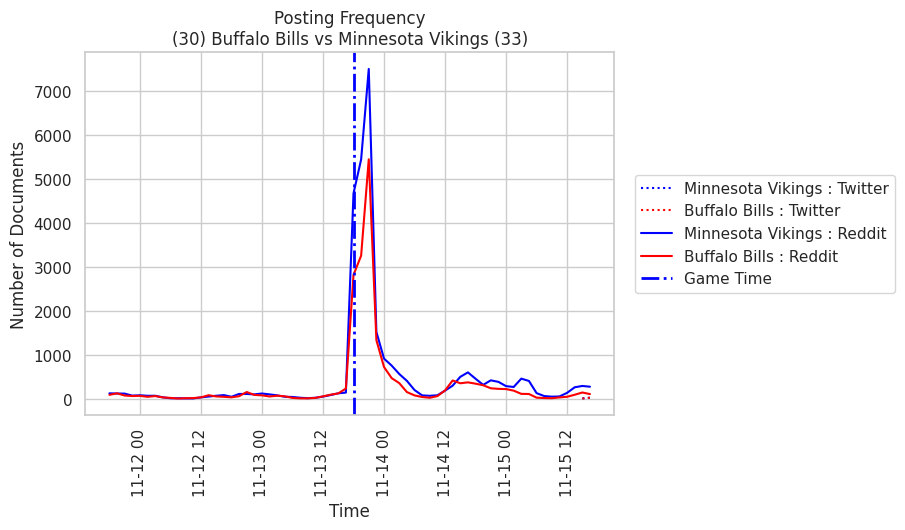 Posting Frequency
(30) Buffalo Bills vs Minnesota Vikings (33)
Number of Documents
7000
6000
5000
4000
3000
2000
1000
0
11-12 00
11-12 12
11-13 00
11-13 12
11-14 00
11-14 12
11-15 00
11-15 12
Time
Minnesota Vikings : Twitter
Buffalo Bills : Twitter
Minnesota Vikings : Reddit
Buffalo Bills : Reddit
Game Time